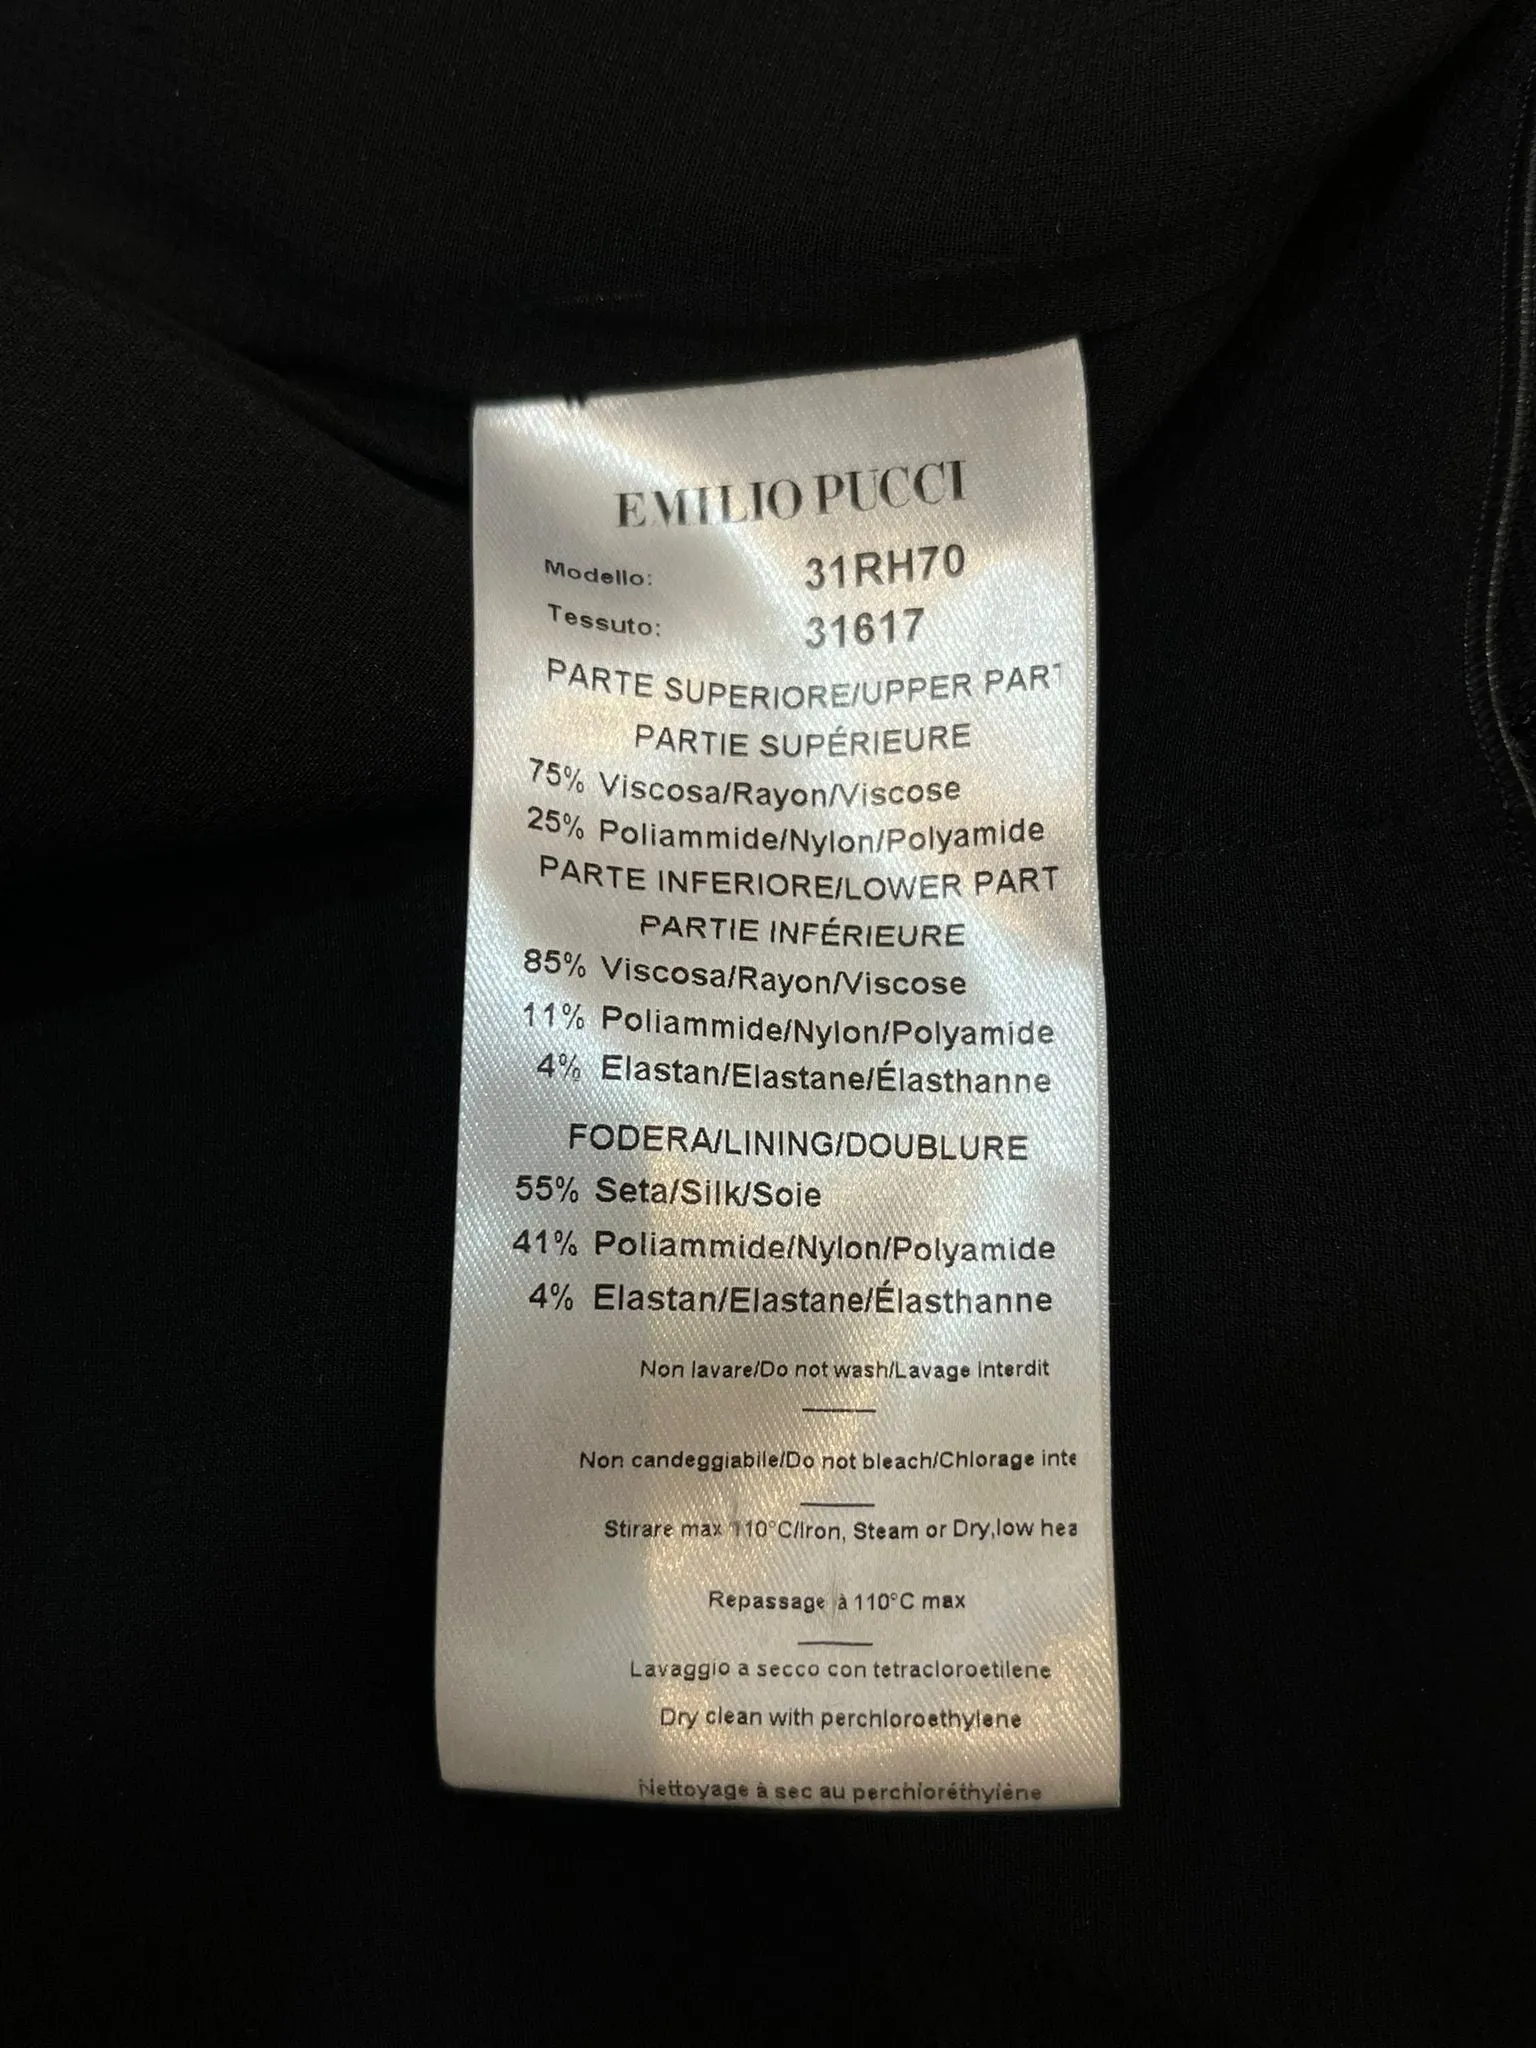 EMILIO PUCCI
Modello: 31RH70
Tessuto: 31617
PARTE SUPERIORE/UPPER PART
PARTIE SUPÉRIEURE
75% Viscosa/Rayon/Viscose
25% Poliammide/Nylon/Polyamide
PARTE INFERIORE/LOWER PART
PARTIE INFÉRIEURE
85% Viscosa/Rayon/Viscose
11% Poliammide/Nylon/Polyamide
4% Elastan/Elastane/Élasthanne
FODERA/LINING/DOUBLURE
55% Seta/Silk/Soie
41% Poliammide/Nylon/Polyamide
4% Elastan/Elastane/Élasthanne
Non lavare/Do not wash/Lavage Interdit
Non candeggiabile/Do not bleach/Chlorage inte
Stirare max 110°C/Iron, Steam or Dry,low hea
Repassage à 110°C max
Lavaggio a secco con tetracloroetilene
Dry clean with perchloroethylene
Nettoyage à sec au perchloréthylène